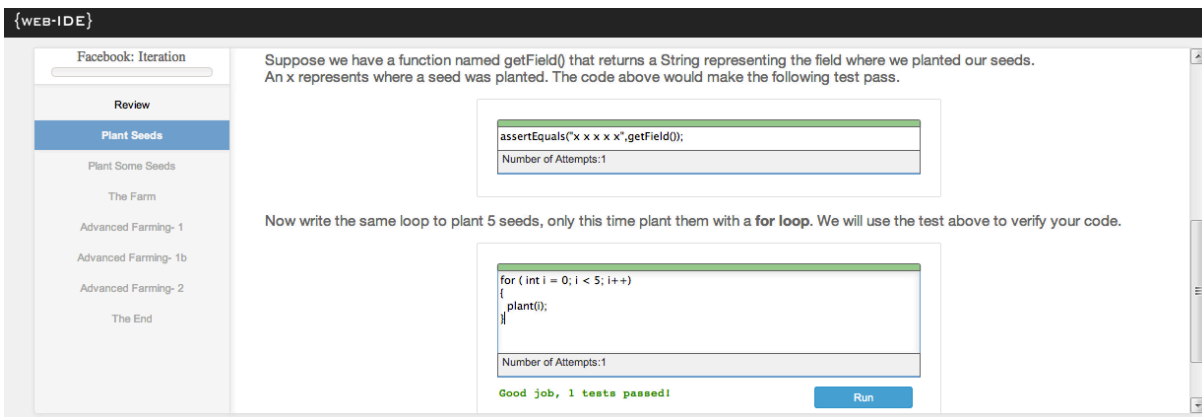 {WEB-IDE}
Facebook: Iteration
Review
Plant Seeds
Plant Some Seeds
The Farm
Advanced Farming- 1
Advanced Farming- 1b
Advanced Farming- 2
The End
Suppose we have a function named getField() that returns a String representing the field where we planted our seeds.
An x represents where a seed was planted. The code above would make the following test pass.
assertEquals("x x x x x",getField());
Number of Attempts:1
Now write the same loop to plant 5 seeds, only this time plant them with a for loop. We will use the test above to verify your code.
for ( int i = 0; i < 5; i++)
{
plant(i);
}
Number of Attempts:1
Good job, 1 tests passed!
Run